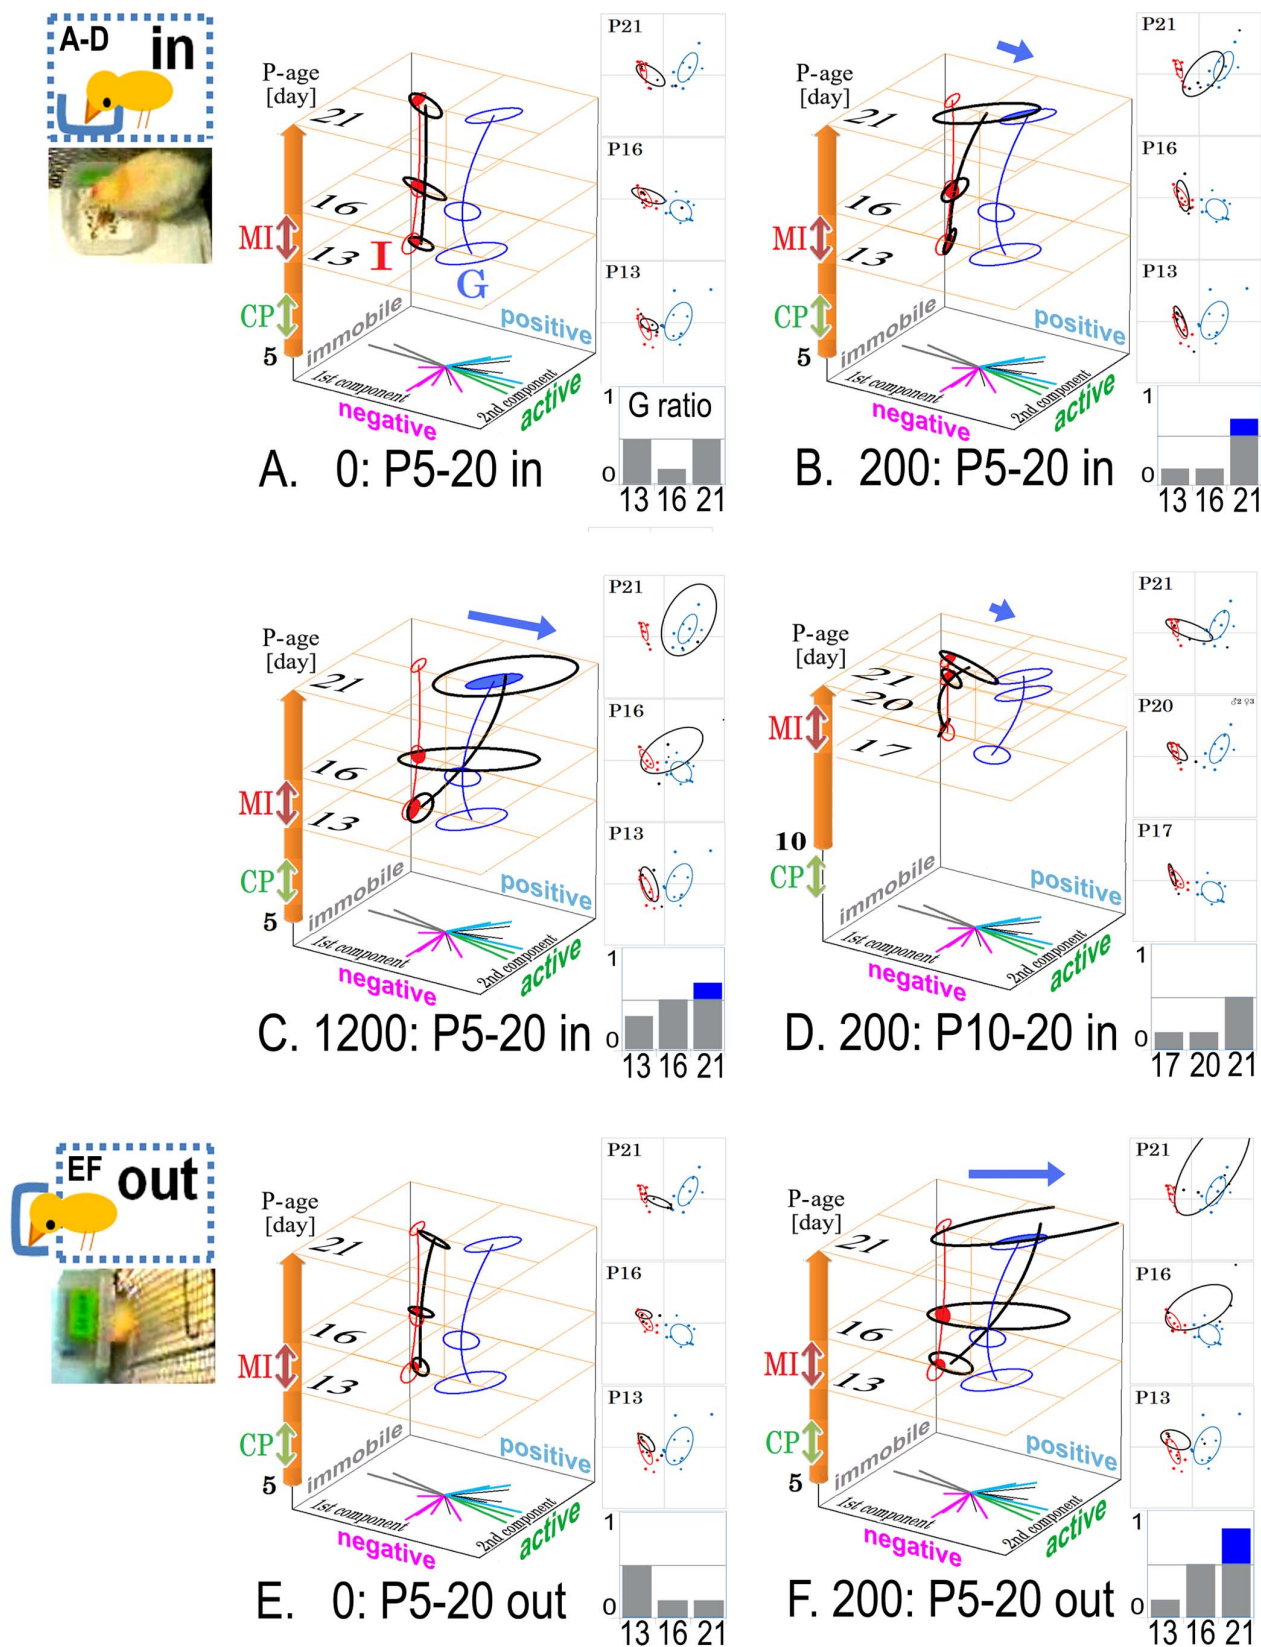 A-D in
P-age
[day]
21
16
13
MI
CP
5
I
G
immobile
positive
1st component
2nd component
negative
active
P21
P16
P13
1
G ratio
0
13 16 21
A. 0: P5-20 in
P-age
[day]
21
16
13
MI
CP
5
immobile
positive
1st component
2nd component
negative
active
P21
P16
P13
1
0
13 16 21
B. 200: P5-20 in
P-age
[day]
21
16
13
MI
CP
5
immobile
positive
1st component
2nd component
negative
active
P21
P16
P13
1
0
13 16 21
C. 1200: P5-20 in
P-age
[day]
21
20
17
MI
10
CP
immobile
positive
1st component
2nd component
negative
active
P21
P20
♂2 ♀3
P17
1
0
17 20 21
D. 200: P10-20 in
EF out
P-age
[day]
21
16
13
MI
CP
5
immobile
positive
1st component
2nd component
negative
active
P21
P16
P13
1
0
13 16 21
E. 0: P5-20 out
P-age
[day]
21
16
13
MI
CP
5
immobile
positive
1st component
2nd component
negative
active
P21
P16
P13
1
0
13 16 21
F. 200: P5-20 out